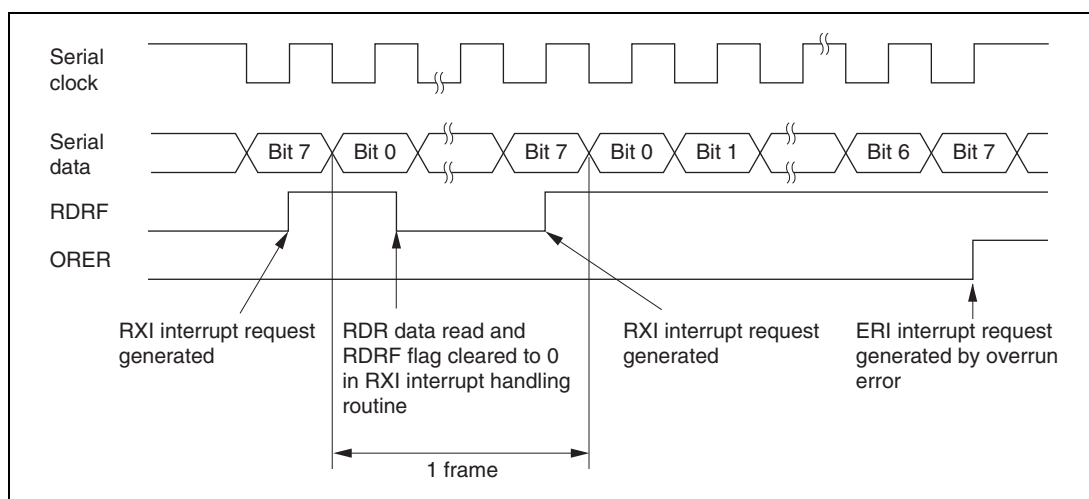 Serial
clock
Serial
data
Bit 7
Bit 0
Bit 7
Bit 0
Bit 1
Bit 6
Bit 7
RDRF
ORER
RXI interrupt request
generated
RDR data read and
RDRF flag cleared to 0
in RXI interrupt handling
routine
RXI interrupt request
generated
ERI interrupt request
generated by overrun
error
1 frame